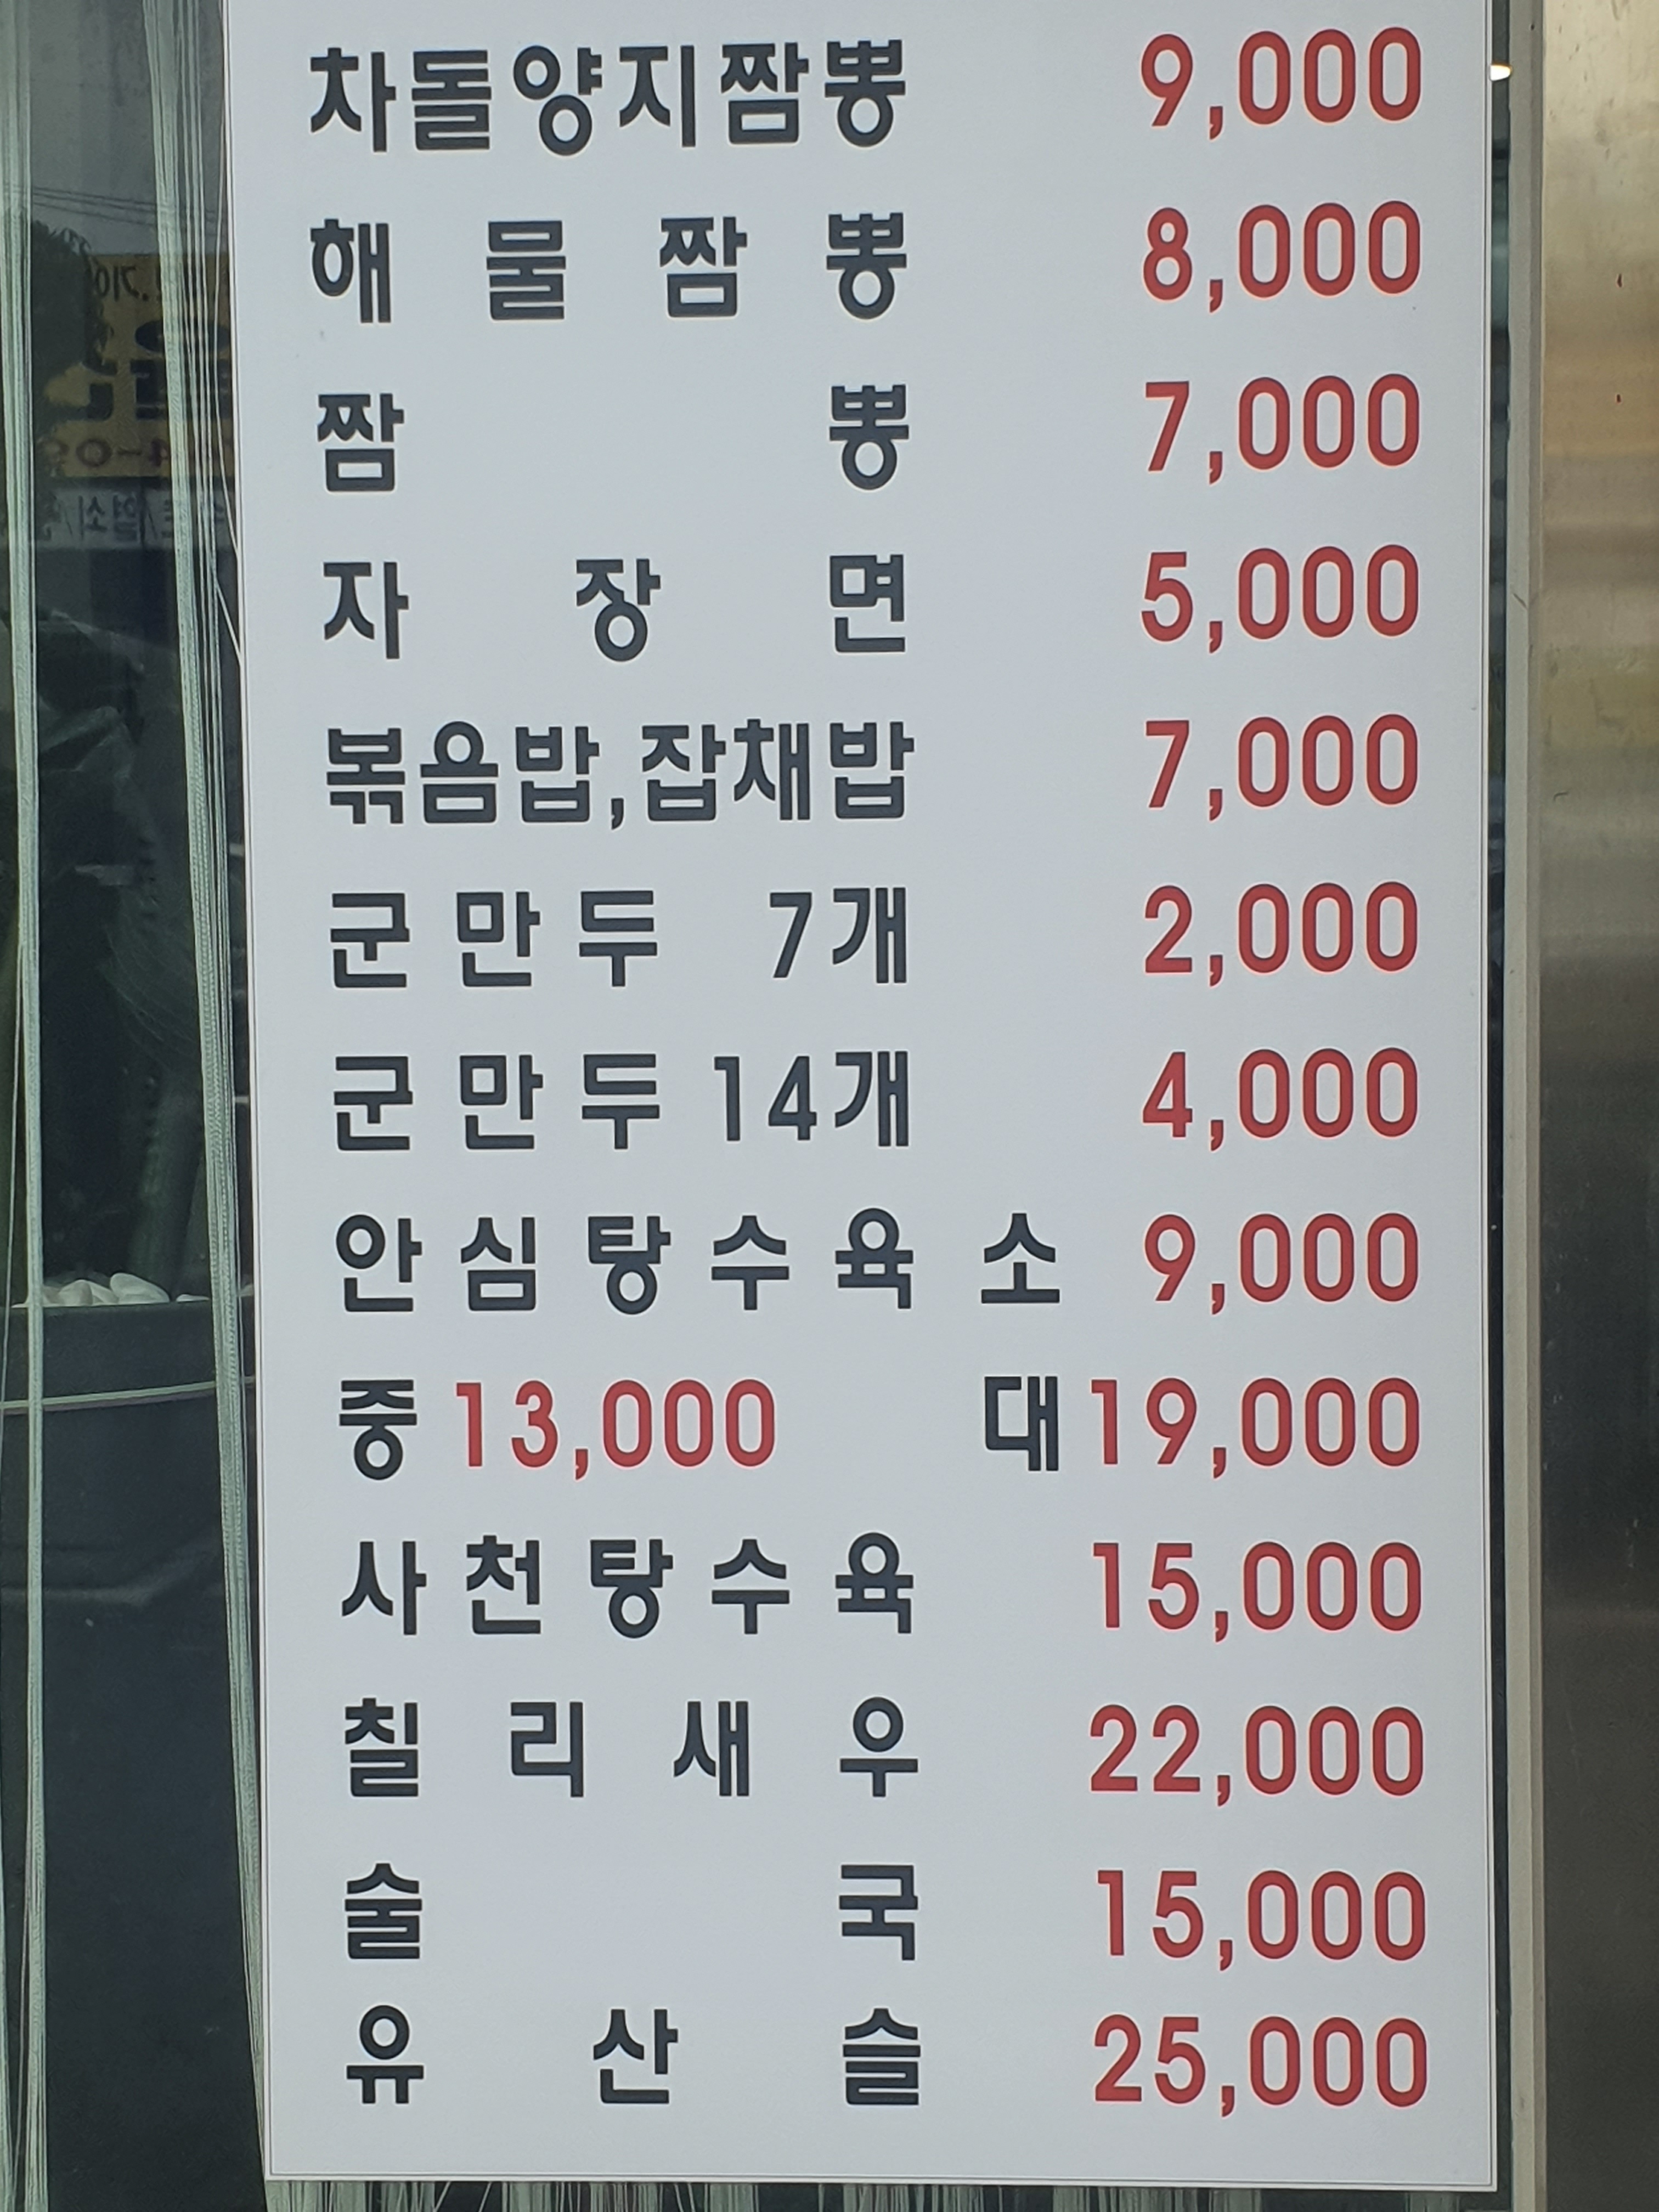 차돌양지짬뽕 9,000
해물짬뽕 8,000
짬뽕 7,000
자장면 5,000
볶음밥,잡채밥 7,000
군만두 7개 2,000
군만두 14개 4,000
안심탕수육 소 9,000
중 13,000 대 19,000
사천탕수육 15,000
칠리새우 22,000
술국 15,000
유산슬 25,000